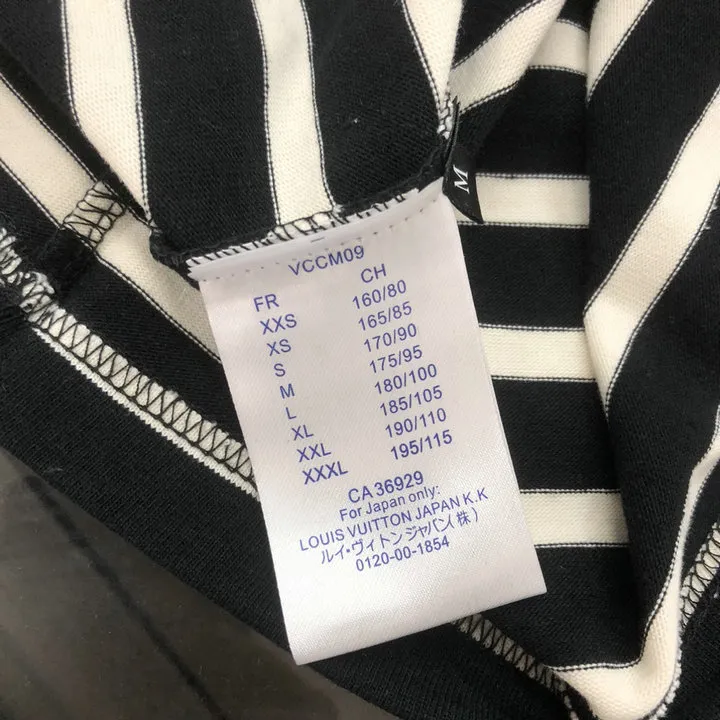 M
VCCM09
FR CH
XXS 160/80
XS 165/85
S 170/90
M 175/95
L 180/100
XL 185/105
XXL 190/110
XXXL 195/115
CA 36929
For Japan only:
LOUIS VUITTON JAPAN K.K
ルイ・ヴィトンジャパン(株)
0120-00-1854